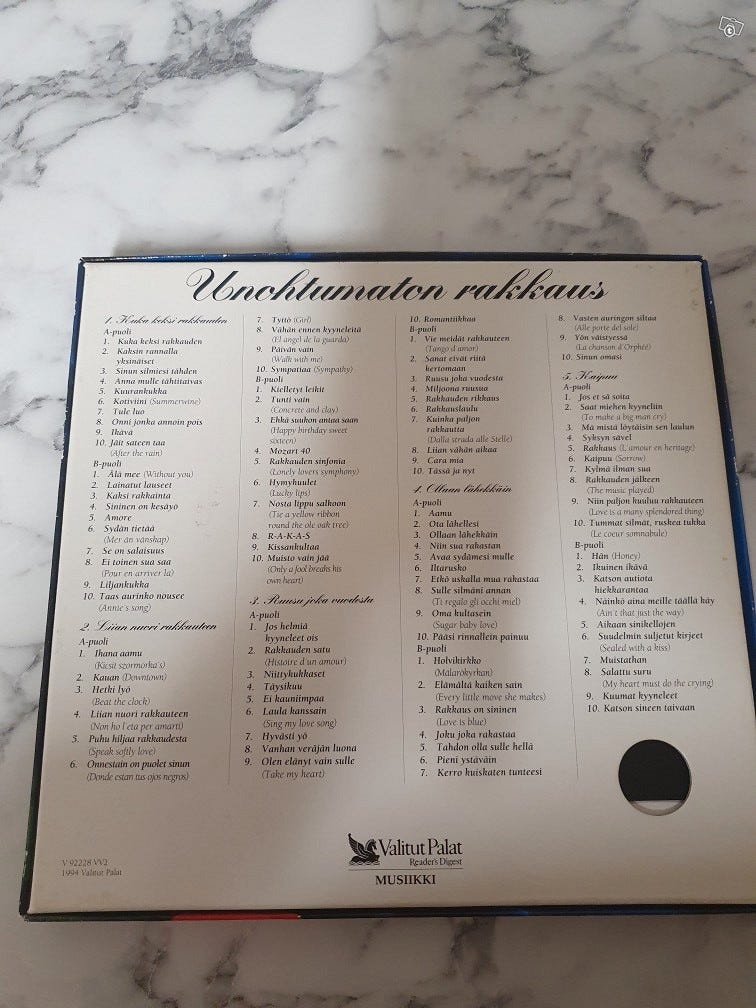 Unohtumaton rakkaus
1. Kuka keksi rakkauden
A-puoli
1. Kuka keksi rakkauden
2. Kaksin rannalla
yksinäiset
3. Sinun silmiesi tähden
4. Anna mulle tähtitaivas
5. Kuurankukka
6. Kotiviini (Summerwine)
7. Tule luo
8. Onni jonka annoin pois
9. Ikävä
10. Jäit sateen taa
(After the rain)
B-puoli
1. Älä mee (Without you)
2. Lainatut lauseet
3. Kaksi rakkainta
4. Sininen on kesäyö
5. Amore
6. Sydän tietää
(Mer än vänskap)
7. Se on salaisuus
8. Ei toinen sua saa
(Pour en arriver la)
9. Liljankukka
10. Taas aurinko nousee
(Annie's song)
2. Liian nuori rakkauteen
A-puoli
1. Ihana aamu
(Kicsit szormorka's)
2. Kauan (Downtown)
3. Hetki lyö
(Beat the clock)
4. Liian nuori rakkauteen
(Non ho l'eta per amarti)
5. Puhu hiljaa rakkaudesta
(Speak softly love)
6. Onnestain on puolet sinun
(Donde estan tus ojos negros)
7. Tyttö (Girl)
8. Vähän ennen kyyneleitä
(El angel de la guarda)
9. Päivän vain
(Walk with me)
10. Sympatiaa (Sympathy)
B-puoli
1. Kielletyt leikit
2. Tunti vain
(Concrete and clay)
3. Ehkä suukon antaa saan
(Happy birthday sweet
sixteen)
4. Mozart 40
5. Rakkauden sinfonia
(Lonely lovers symphony)
6. Hymyhuulet
(Lucky lips)
7. Nosta lippu salkoon
(Tie a yellow ribbon
round the ole oak tree)
8. R-A-K-A-S
9. Kissankultaa
10. Muisto vain jää
(Only a fool breaks his
own heart)
3. Ruusu joka vuodesta
A-puoli
1. Jos helmiä
kyyneleet ois
2. Rakkauden satu
(Histoire d'un amour)
3. Niittykukkaset
4. Täysikuu
5. Ei kauniimpaa
6. Laula kanssain
(Sing my love song)
7. Hyvästi yö
8. Vanhan veräjän luona
9. Olen elänyt vain sulle
(Take my heart)
10. Romantiikkaa
B-puoli
1. Vie meidät rakkauteen
(Tango d'amor)
2. Sanat eivät riitä
kertomaan
3. Ruusu joka vuodesta
4. Miljoona ruusua
5. Rakkauden rikkaus
6. Rakkauslaulu
7. Kuinka paljon
rakkautta
(Dalla strada alle Stelle)
8. Liian vähän aikaa
9. Cara mia
10. Tässä ja nyt
4. Ollaan lähekkäin
A-puoli
1. Aamu
2. Ota lähellesi
3. Ollaan lähekkäin
4. Niin sua rakastan
5. Avaa sydämesi mulle
6. Iltarusko
7. Etkö uskalla mua rakastaa
8. Sulle silmäni annan
(Ti regalo gli occhi miei)
9. Oma kultasein
(Sugar baby love)
10. Pääsi rinnallein painuu
B-puoli
1. Holvikirkko
(Mälarökyrkan)
2. Elämältä kaiken sain
(Every little move she makes)
3. Rakkaus on sininen
(Love is blue)
4. Joku joka rakastaa
5. Tahdon olla sulle hellä
6. Pieni ystäväin
7. Kerro kuiskaten tunteesi
8. Vasten auringon siltaa
(Alle porte del sole)
9. Yön väistyessä
(La chanson d'Orphée)
10. Sinun omasi
5. Kaipuu
A-puoli
1. Jos et sä soita
2. Saat miehen kyyneliin
(To make a big man cry)
3. Mä mistä löytäisin sen laulun
4. Syksyn sävel
5. Rakkaus (L'amour en heritage)
6. Kaipuu (Sorrow)
7. Kylmä ilman sua
8. Rakkauden jälkeen
(The music played)
9. Niin paljon kuuluu rakkauteen
(Love is a many splendored thing)
10. Tummat silmät, ruskea tukka
(Le coeur somnabule)
B-puoli
1. Hän (Honey)
2. Ikuinen ikävä
3. Katson autiota
hiekkarantaa
4. Näinkö aina meille täällä käy
(Ain't that just the way)
5. Aikaan sinikellojen
6. Suudelmin suljetut kirjeet
(Sealed with a kiss)
7. Muistathan
8. Salattu suru
(My heart must do the crying)
9. Kuumat kyyneleet
10. Katson sineen taivaan
Valitut Palat
Reader's Digest
MUSIIKKI
V 92228 VV2
1994 Valitut Palat